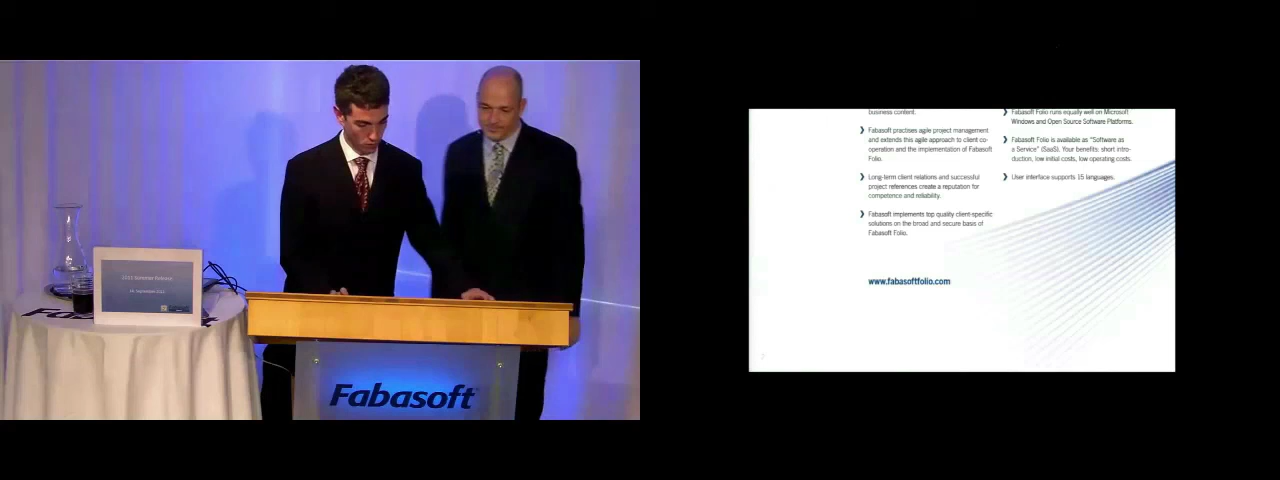 2011 Summer Release
Fabasoft
business content.
Fabasoft practises agile project management
and extends this agile approach to client co-
operation and the implementation of Fabasoft
Folio.
Long-term client relations and successful
project references create a reputation for
competence and reliability.
Fabasoft implements top quality client-specific
solutions on the broad and secure basis of
Fabasoft Folio.
www.fabasoftfolio.com
Fabasoft Folio runs equally well on Microsoft
Windows and Open Source Software Platforms.
Fabasoft Folio is available as "Software as
a Service" (SaaS). Your benefits: short intro-
duction, low initial costs, low operating costs.
User interface supports 15 languages.